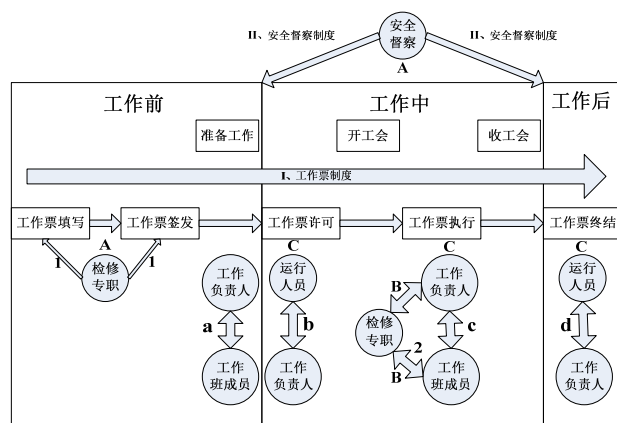 安全
督察
A
II、安全督察制度
II、安全督察制度
工作前
工作中
工作后
准备工作
开工会
收工会
I、工作票制度
工作票填写
工作票签发
工作票许可
工作票执行
工作票终结
A
C
C
C
1
1
检修
专职
工作
负责人
运行
人员
工作
负责人
运行
人员
a
b
B
检修
专职
2
B
c
d
工作
班成员
工作
负责人
工作
班成员
工作
负责人